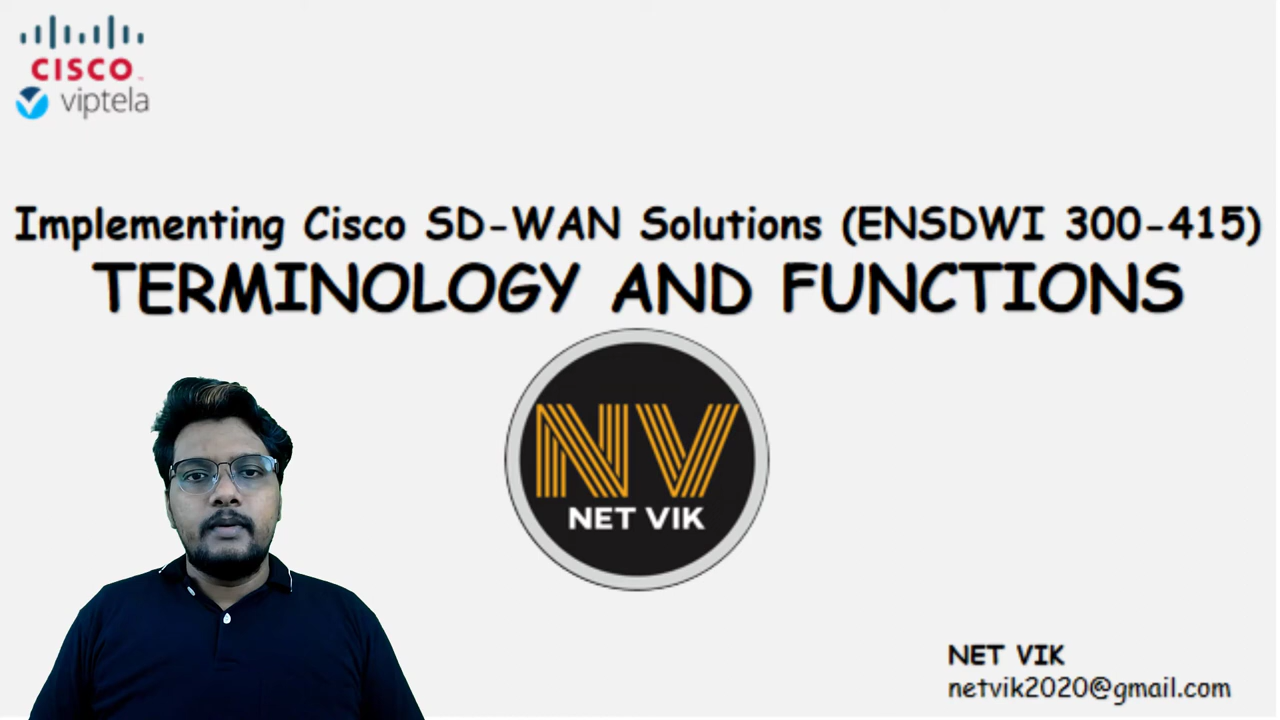 CISCO
viptela
Implementing Cisco SD-WAN Solutions (ENSDWI 300-415)
TERMINOLOGY AND FUNCTIONS
NV
NET VIK
NET VIK
netvik2020@gmail.com